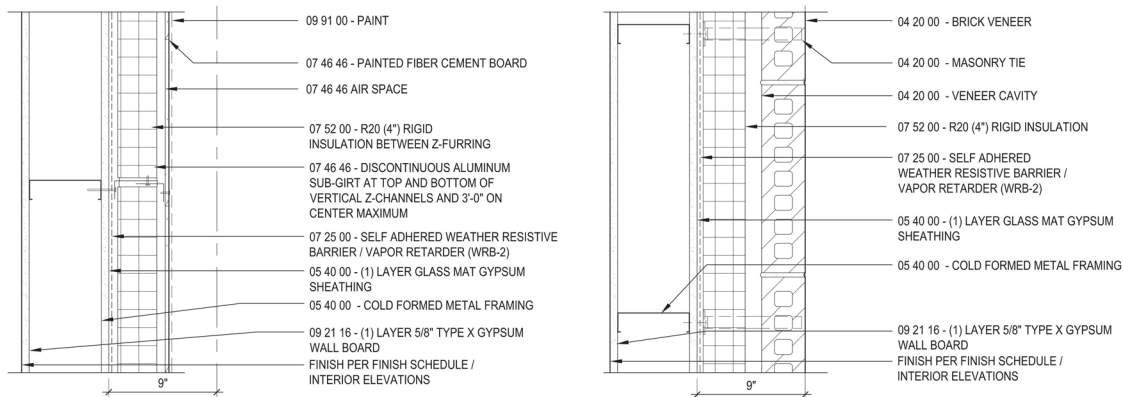 09 91 00 - PAINT
07 46 46 - PAINTED FIBER CEMENT BOARD
07 46 46 AIR SPACE
07 52 00 - R20 (4") RIGID
INSULATION BETWEEN Z-FURRING
07 46 46 - DISCONTINUOUS ALUMINUM
SUB-GIRT AT TOP AND BOTTOM OF
VERTICAL Z-CHANNELS AND 3'-0" ON
CENTER MAXIMUM
07 25 00 - SELF ADHERED WEATHER RESISTIVE
BARRIER / VAPOR RETARDER (WRB-2)
05 40 00 - (1) LAYER GLASS MAT GYPSUM
SHEATHING
05 40 00 - COLD FORMED METAL FRAMING
09 21 16 - (1) LAYER 5/8" TYPE X GYPSUM
WALL BOARD
FINISH PER FINISH SCHEDULE /
INTERIOR ELEVATIONS
9"
04 20 00 - BRICK VENEER
04 20 00 - MASONRY TIE
04 20 00 - VENEER CAVITY
07 52 00 - R20 (4") RIGID INSULATION
07 25 00 - SELF ADHERED
WEATHER RESISTIVE BARRIER /
VAPOR RETARDER (WRB-2)
05 40 00 - (1) LAYER GLASS MAT GYPSUM
SHEATHING
05 40 00 - COLD FORMED METAL FRAMING
09 21 16 - (1) LAYER 5/8" TYPE X GYPSUM
WALL BOARD
FINISH PER FINISH SCHEDULE /
INTERIOR ELEVATIONS
9"